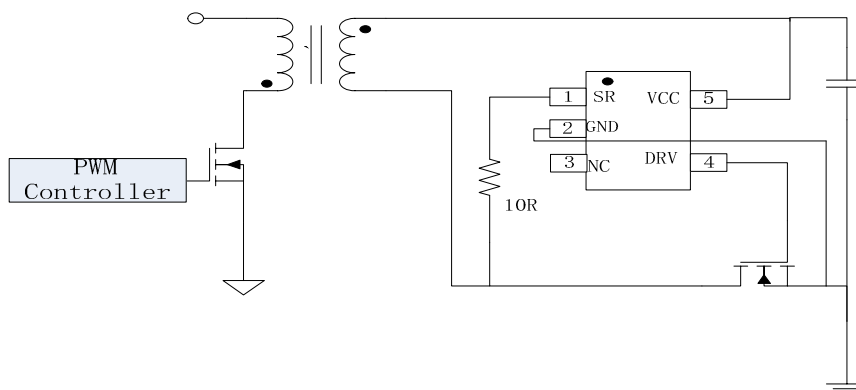 1 SR VCC 5
2 GND
3 NC DRV 4
PWM
Controller
10R